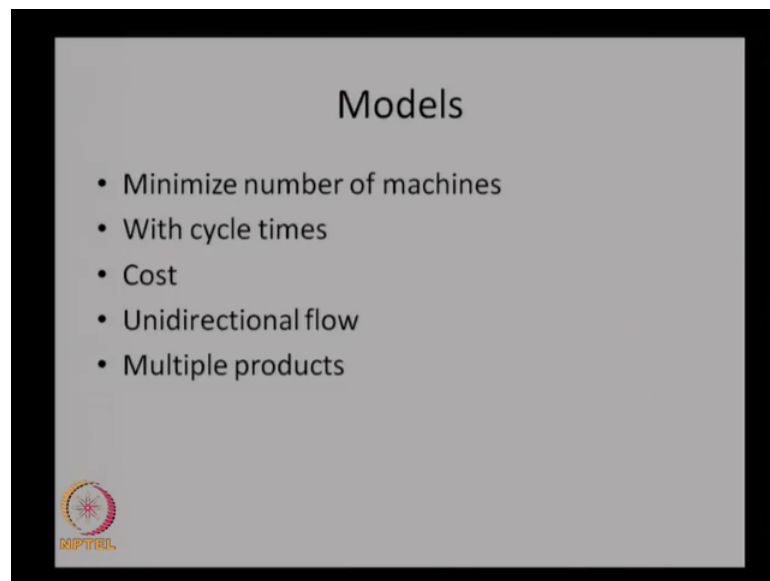 Models
• Minimize number of machines
• With cycle times
• Cost
• Unidirectional flow
• Multiple products
NPTEL